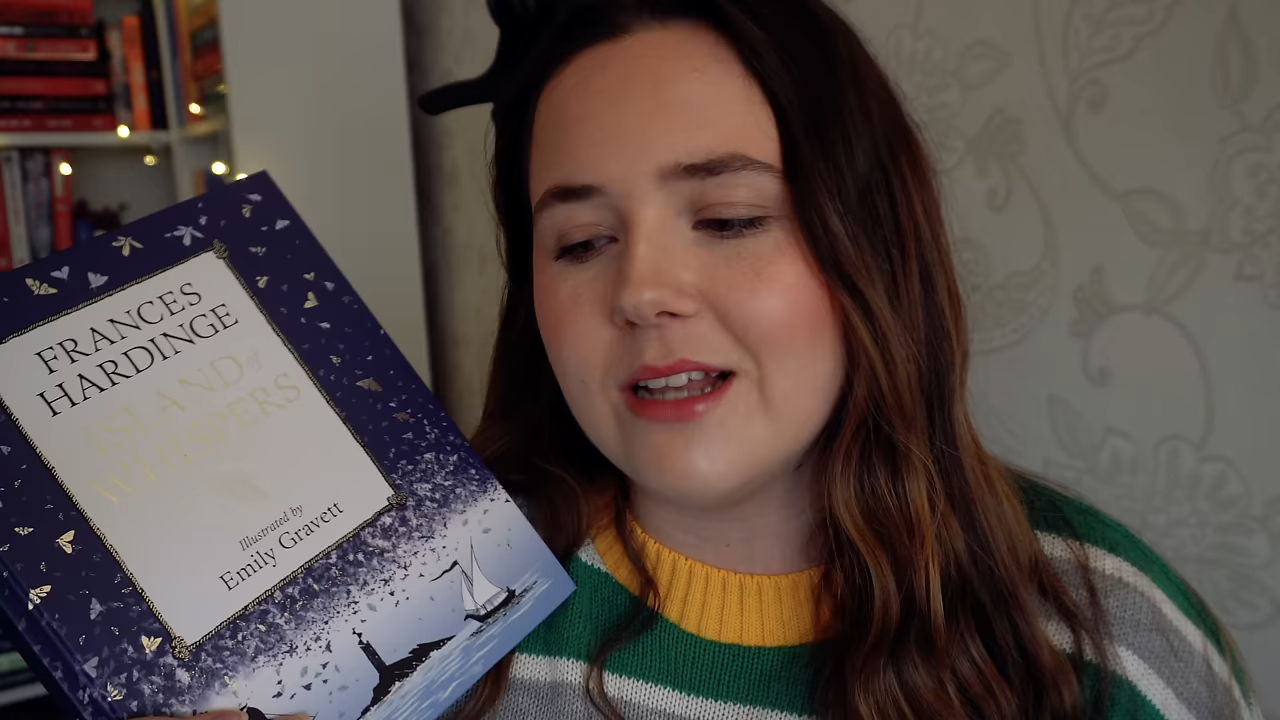 FRANCES
HARDINGE
ISLAND of
WHISPERS
Illustrated by
Emily Gravett